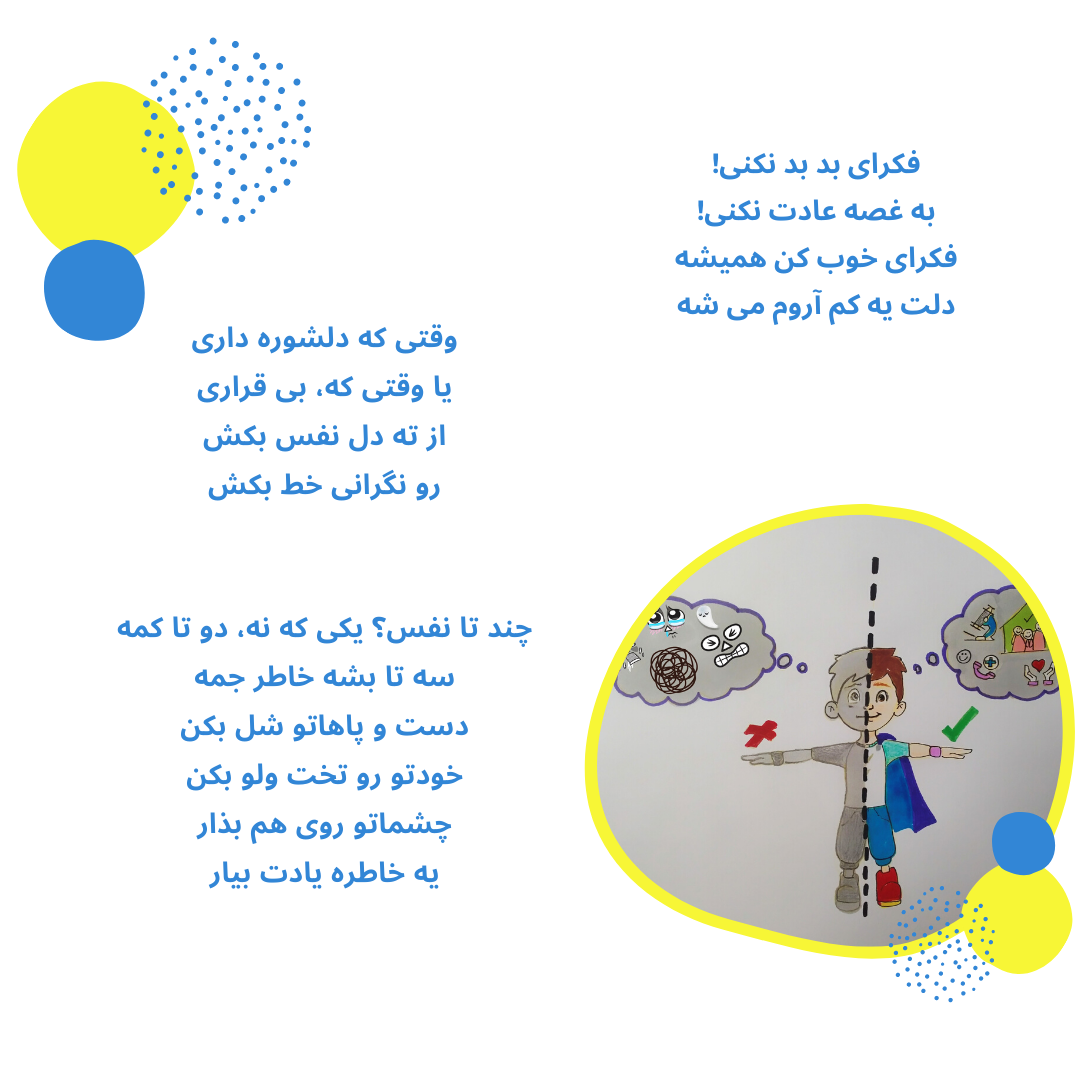 فکرای بد بد نکنی!
به غصه عادت نکنی!
فکرای خوب کن همیشه
دلت یه کم آروم می شه
وقتی که دلشوره داری
یا وقتی که، بی قراری
از ته دل نفس بکش
رو نگرانی خط بکش
چند تا نفس؟ یکی که نه، دو تا کمه
سه تا بشه خاطر جمه
دست و پاهاتو شل بکن
خودتو رو تخت ولو بکن
چشماتو روی هم بذار
یه خاطره یادت بیار